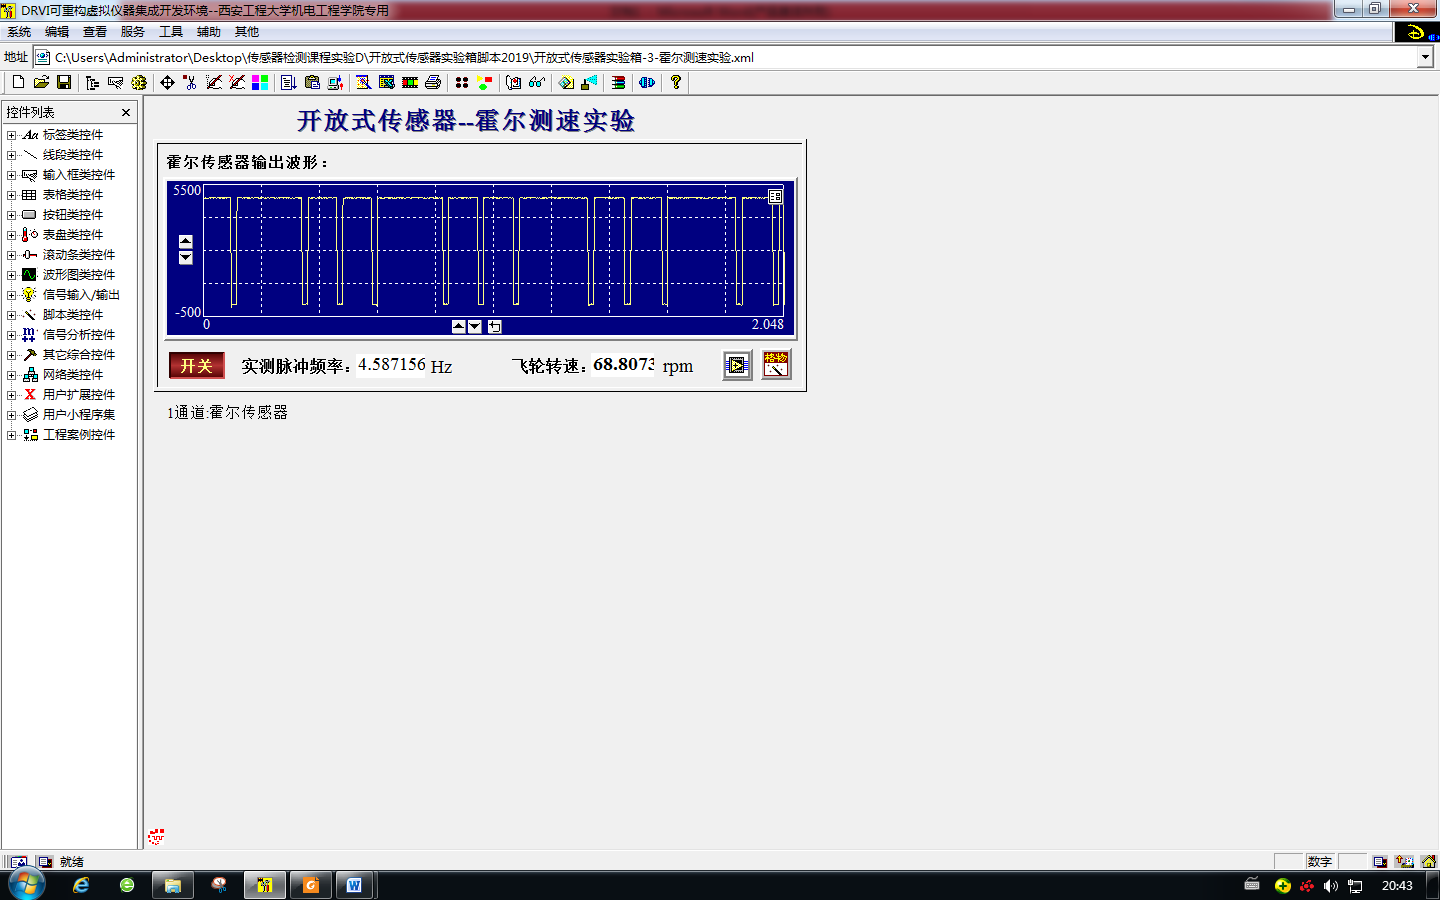 DRVI可重构虚拟仪器集成开发环境--西安工程大学机电工程学院专用
系统 编辑 查看 服务 工具 辅助 其他
地址 C:\Users\Administrator\Desktop\传感器检测课程实验D\开放式传感器实验箱脚本2019\开放式传感器实验箱-3-霍尔测速实验.xml
控件列表
标签类控件
线段类控件
输入框类控件
表格类控件
按钮类控件
表盘类控件
滚动条类控件
波形图类控件
信号输入/输出
脚本类控件
信号分析控件
其它综合控件
网络类控件
用户扩展控件
用户小程序集
工程案例控件
开放式传感器--霍尔测速实验
霍尔传感器输出波形：
5500
-500
0 2.048
开关 实测脉冲频率： 4.587156 Hz 飞轮转速： 68.8073 rpm
格物
1通道:霍尔传感器
就绪 数字
20:43